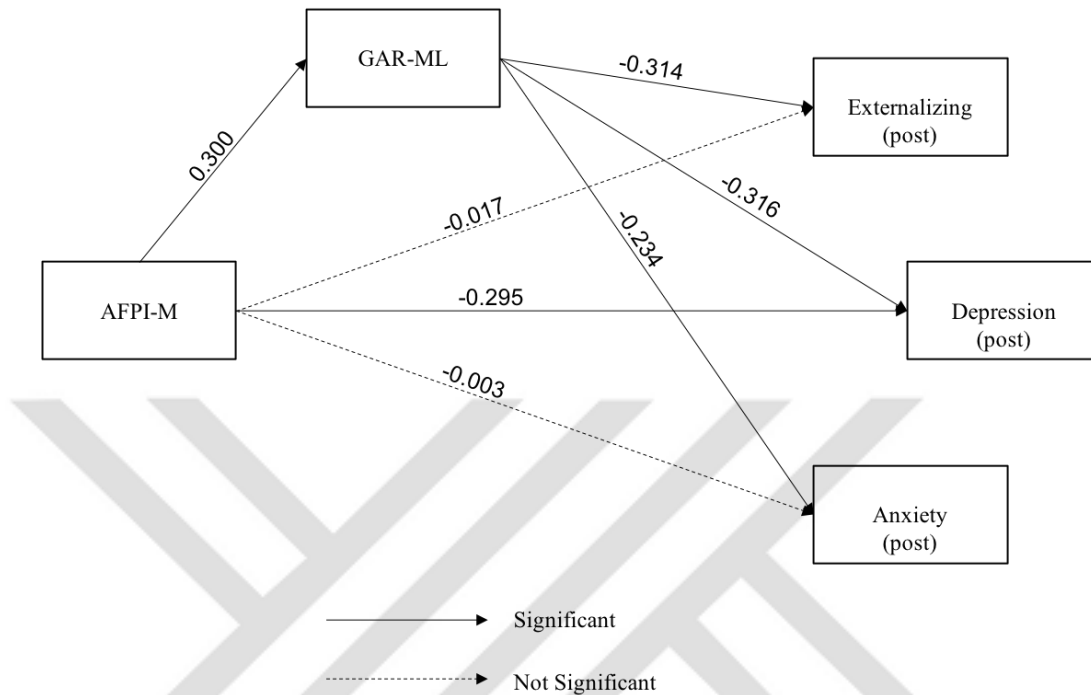 GAR-ML
-0.314
Externalizing
(post)
0.300
-0.017
-0.316
-0.234
AFPI-M
-0.295
Depression
(post)
-0.003
Anxiety
(post)
Significant
Not Significant